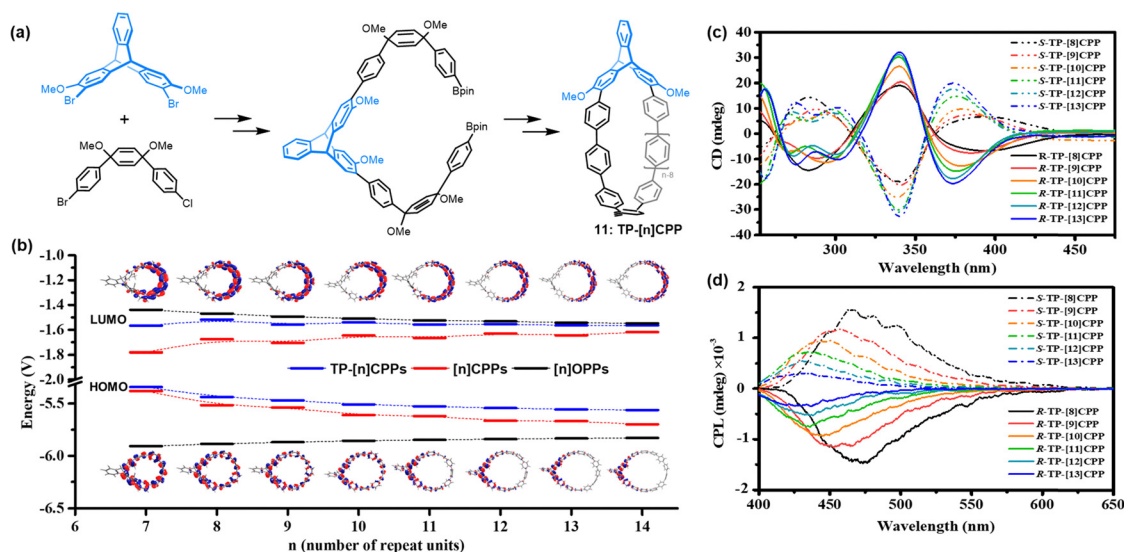 (a)
MeO
Br
Br
OMe
+
OMe
MeO
Br
Cl
OMe
OMe
Bpin
OMe
Bpin
OMe
OMe
OMe
MeO
OMe
n-8
11: TP-[n]CPP
(b)
-1.0
-1.2
-1.4
-1.6
-1.8
-2.0
-5.5
-6.0
-6.5
Energy (V)
LUMO
HOMO
TP-[n]CPPs
[n]CPPs
[n]OPPs
6
7
8
9
10
11
12
13
14
n (number of repeat units)
(c)
40
30
20
10
0
10
20
30
40
CD (mdeg)
S-TP-[8]CPP
S-TP-[9]CPP
S-TP-[10]CPP
S-TP-[11]CPP
S-TP-[12]CPP
S-TP-[13]CPP
R-TP-[8]CPP
R-TP-[9]CPP
R-TP-[10]CPP
R-TP-[11]CPP
R-TP-[12]CPP
R-TP-[13]CPP
300
350
400
450
Wavelength (nm)
(d)
2
1
0
-1
-2
CPL (mdeg) ×10-3
S-TP-[8]CPP
S-TP-[9]CPP
S-TP-[10]CPP
S-TP-[11]CPP
S-TP-[12]CPP
S-TP-[13]CPP
R-TP-[8]CPP
R-TP-[9]CPP
R-TP-[10]CPP
R-TP-[11]CPP
R-TP-[12]CPP
R-TP-[13]CPP
400
450
500
550
600
650
Wavelength (nm)